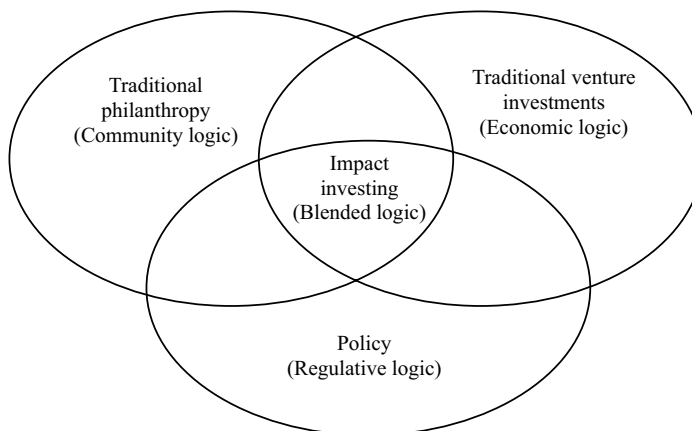 Traditional
philanthropy
(Community logic)
Traditional venture
investments
(Economic logic)
Impact
investing
(Blended logic)
Policy
(Regulative logic)